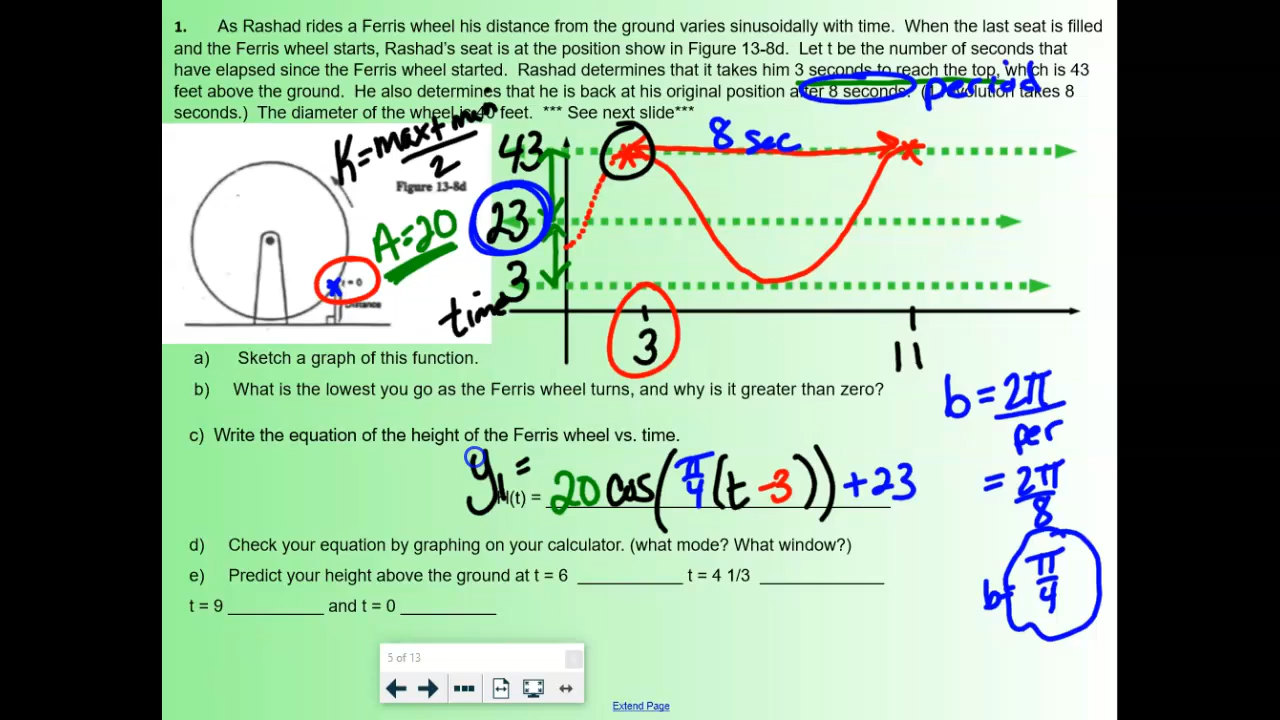 1. As Rashad rides a Ferris wheel his distance from the ground varies sinusoidally with time. When the last seat is filled
and the Ferris wheel starts, Rashad's seat is at the position show in Figure 13-8d. Let t be the number of seconds that
have elapsed since the Ferris wheel started. Rashad determines that it takes him 3 seconds to reach the top, which is 43
feet above the ground. He also determines that he is back at his original position after 8 seconds. period takes 8
seconds.) The diameter of the wheel is 40 feet. *** See next slide***
K = max + min
2
Figure 13-8d
A=20
t = 0
Distance
43
23
3
time
8 sec
3
11
a) Sketch a graph of this function.
b) What is the lowest you go as the Ferris wheel turns, and why is it greater than zero?
b = 2π
per
= 2π
8
b= π
4
c) Write the equation of the height of the Ferris wheel vs. time.
y1 =
H(t) = 20 cos(π/4 (t -3)) +23
d) Check your equation by graphing on your calculator. (what mode? What window?)
e) Predict your height above the ground at t = 6 __________ t = 4 1/3 __________
t = 9 __________ and t = 0 __________
5 of 13
Extend Page